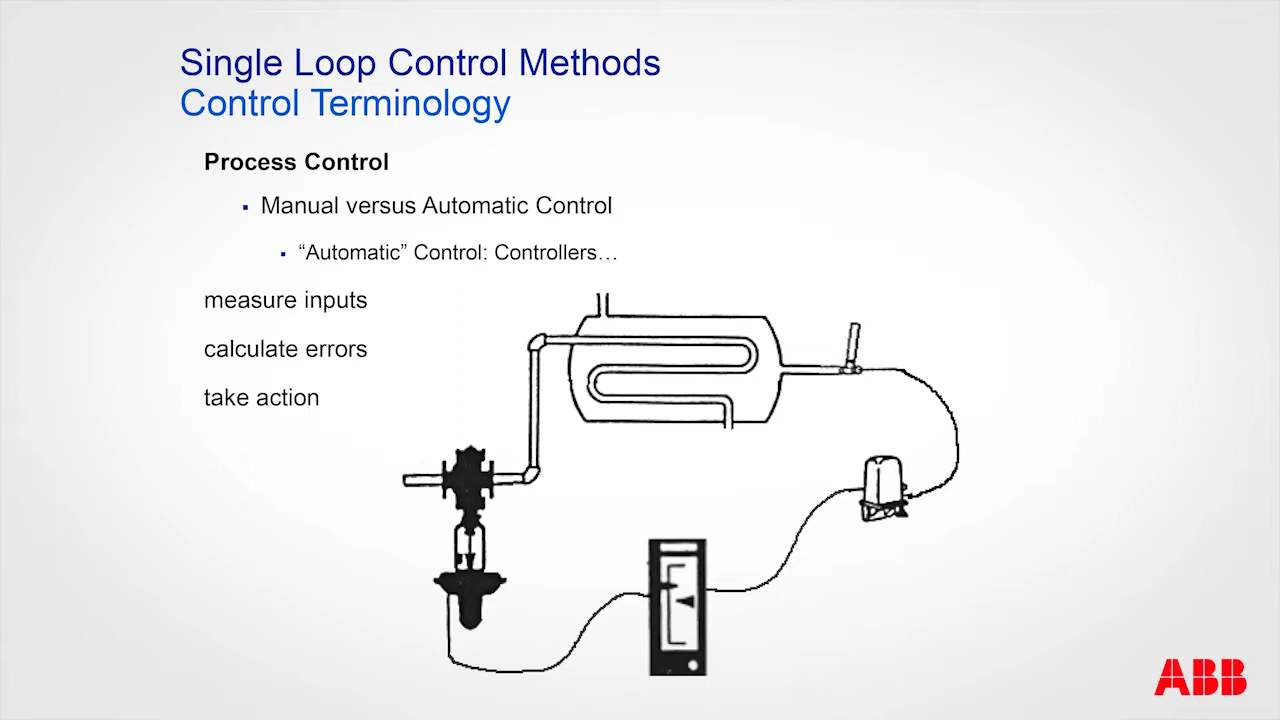 Single Loop Control Methods
Control Terminology
Process Control
▪ Manual versus Automatic Control
▪ “Automatic” Control: Controllers…
measure inputs
calculate errors
take action
ABB